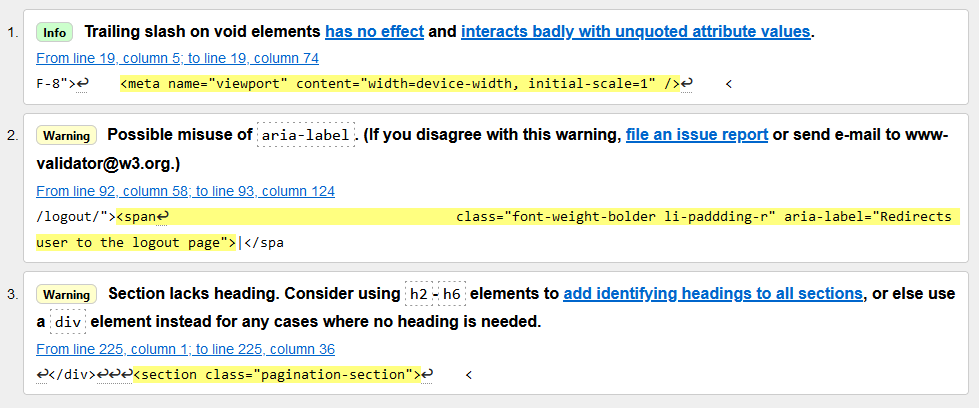 1. Info Trailing slash on void elements has no effect and interacts badly with unquoted attribute values.
From line 19, column 5; to line 19, column 74
F-8">↩ <meta name="viewport" content="width=device-width, initial-scale=1" />↩ <
2. Warning Possible misuse of aria-label. (If you disagree with this warning, file an issue report or send e-mail to www-
validator@w3.org.)
From line 92, column 58; to line 93, column 124
/logout/"><span↩ class="font-weight-bolder li-paddding-r" aria-label="Redirects
user to the logout page">|</spa
3. Warning Section lacks heading. Consider using h2-h6 elements to add identifying headings to all sections, or else use
a div element instead for any cases where no heading is needed.
From line 225, column 1; to line 225, column 36
↩</div>↩↩↩<section class="pagination-section">↩ <